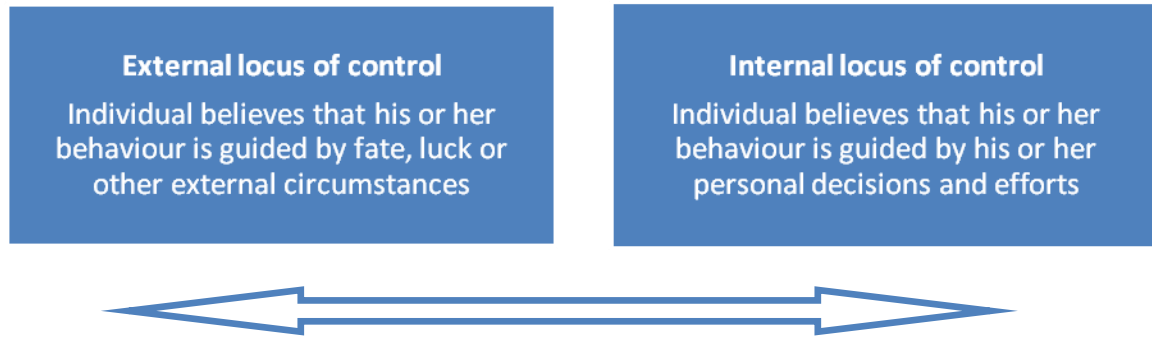 External locus of control
Individual believes that his or her
behaviour is guided by fate, luck or
other external circumstances
Internal locus of control
Individual believes that his or her
behaviour is guided by his or her
personal decisions and efforts